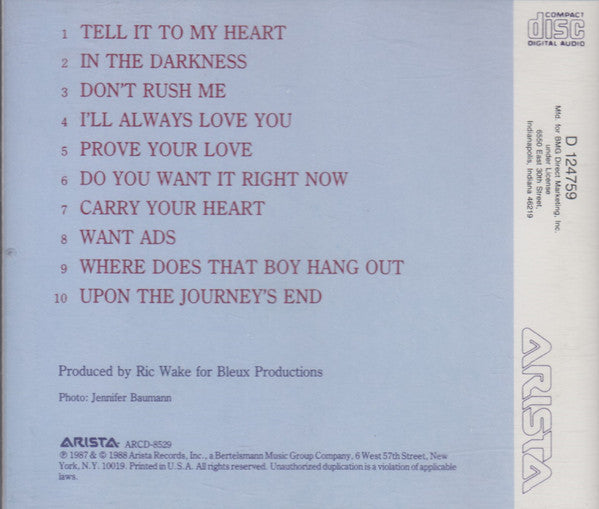 1 TELL IT TO MY HEART
2 IN THE DARKNESS
3 DON'T RUSH ME
4 I'LL ALWAYS LOVE YOU
5 PROVE YOUR LOVE
6 DO YOU WANT IT RIGHT NOW
7 CARRY YOUR HEART
8 WANT ADS
9 WHERE DOES THAT BOY HANG OUT
10 UPON THE JOURNEY'S END
Produced by Ric Wake for Bleux Productions
Photo: Jennifer Baumann
ARISTA ARCD-8529
℗ 1987 & © 1988 Arista Records, Inc., a Bertelsmann Music Group Company, 6 West 57th Street, New
York, N.Y. 10019. Printed in U.S.A. All rights reserved. Unauthorized duplication is a violation of applicable
laws.
COMPACT
disc
DIGITAL AUDIO
D 124759
Mfd. for BMG Direct Marketing, Inc.
under License
6550 East 30th Street,
Indianapolis, Indiana 46219
ARISTA